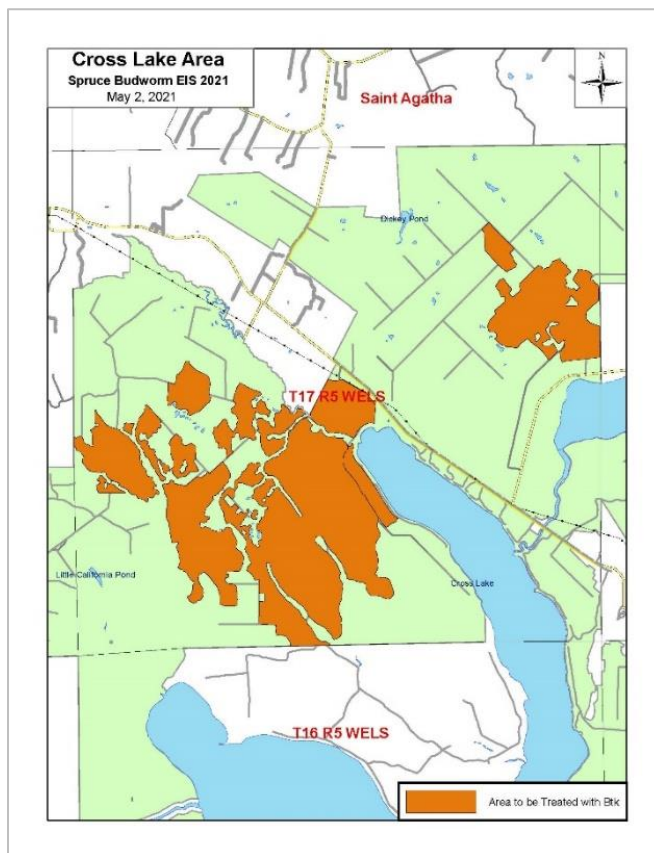 Cross Lake Area
Spruce Budworm EIS 2021
May 2, 2021
N
Saint Agatha
Dickey Pond
T17 R5 WELS
Little California Pond
Cross Lake
T16 R5 WELS
Area to be Treated with Btk